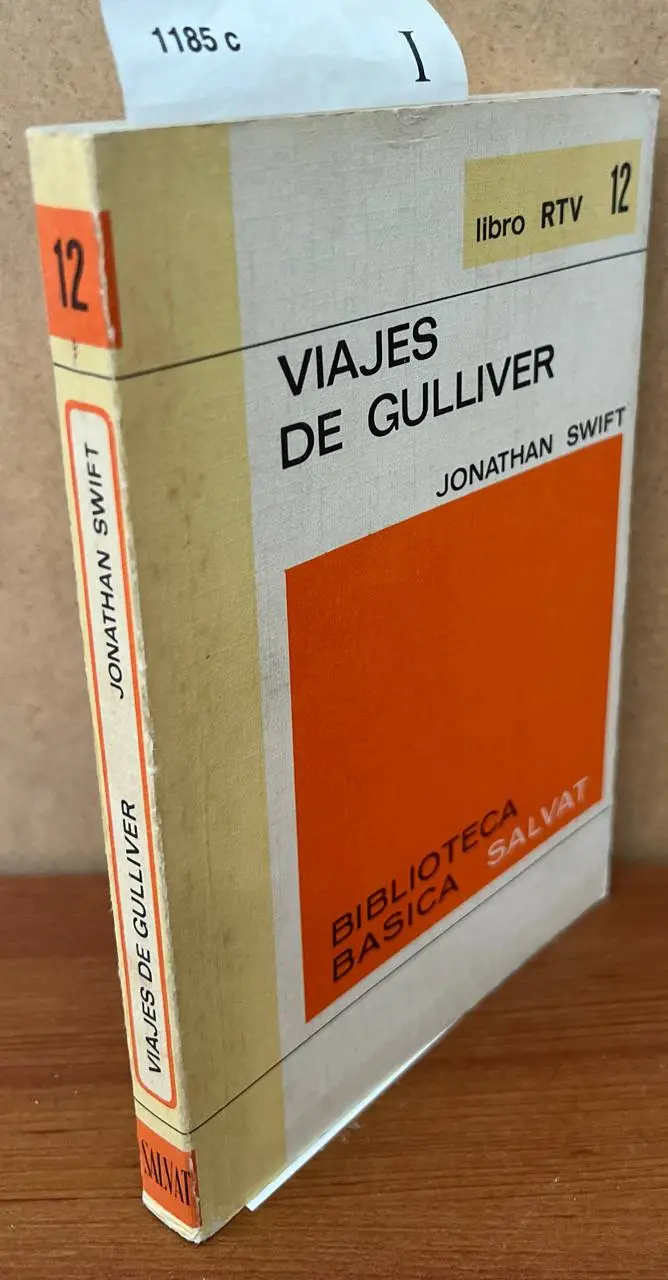 1185 c I
libro RTV 12
VIAJES
DE GULLIVER
JONATHAN SWIFT
BIBLIOTECA
BASICA SALVAT
12
VIAJES DE GULLIVER JONATHAN SWIFT
SALVAT